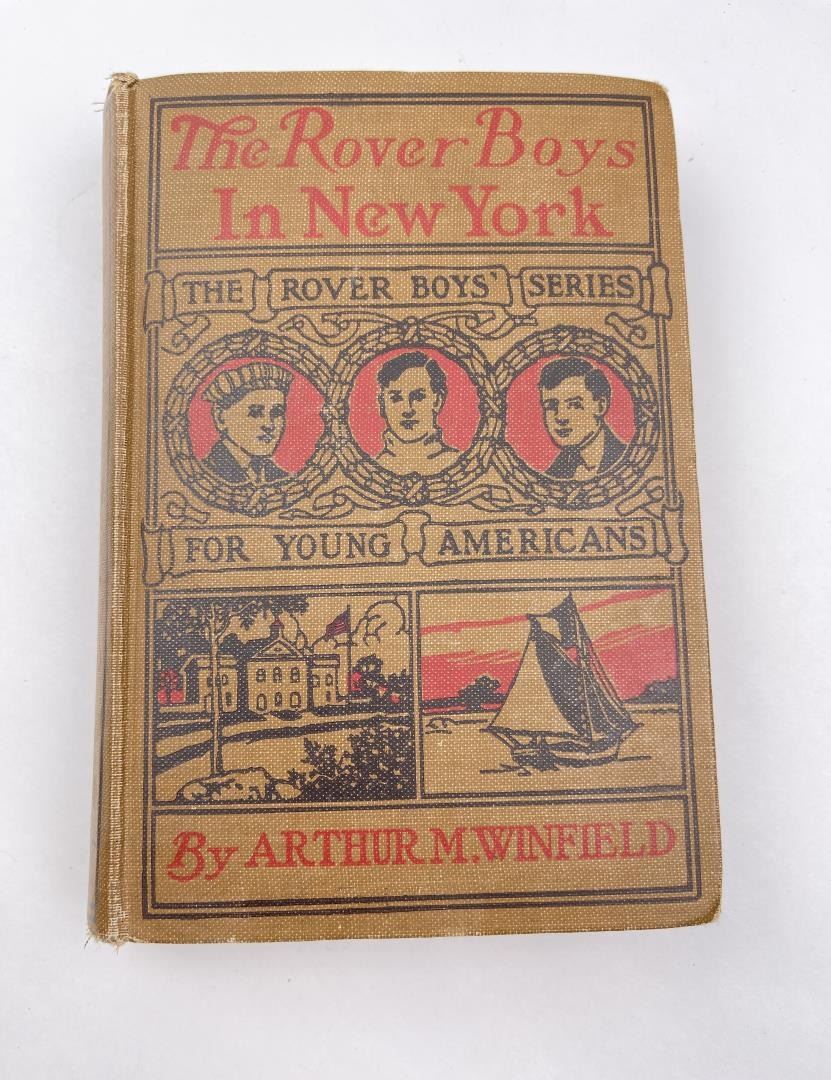 The Rover Boys
In New York
THE ROVER BOYS' SERIES
FOR YOUNG AMERICANS
By ARTHUR M. WINFIELD